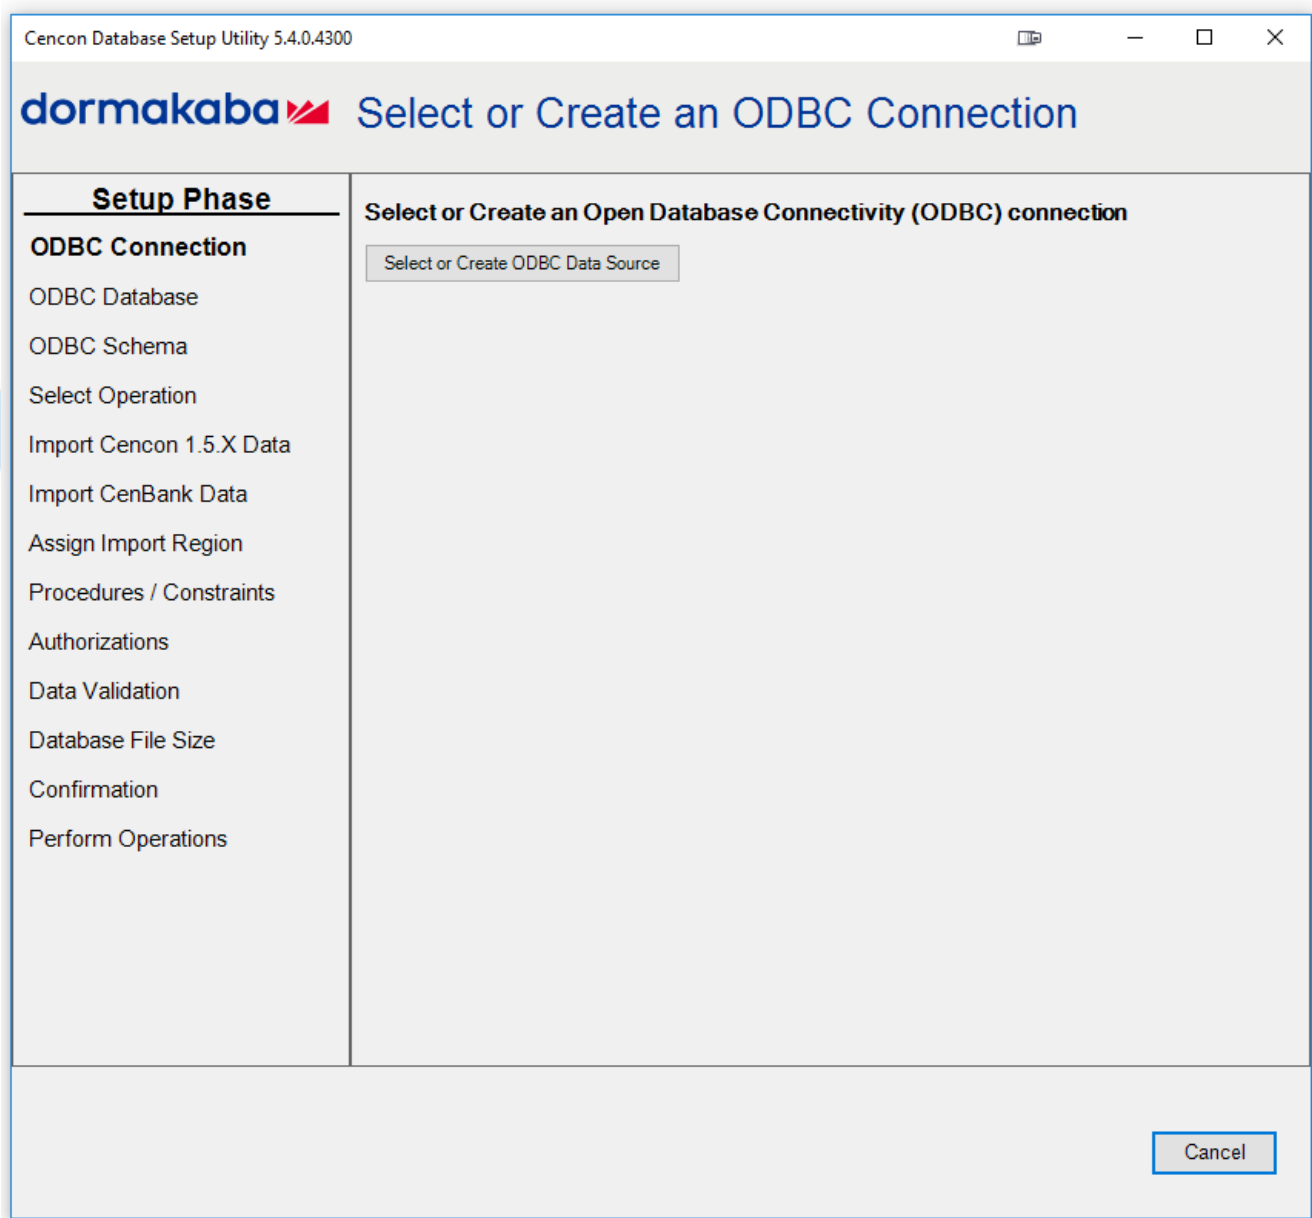 Cencon Database Setup Utility 5.4.0.4300
dormakaba Select or Create an ODBC Connection
Setup Phase
ODBC Connection
ODBC Database
ODBC Schema
Select Operation
Import Cencon 1.5.X Data
Import CenBank Data
Assign Import Region
Procedures / Constraints
Authorizations
Data Validation
Database File Size
Confirmation
Perform Operations
Select or Create an Open Database Connectivity (ODBC) connection
Select or Create ODBC Data Source
Cancel